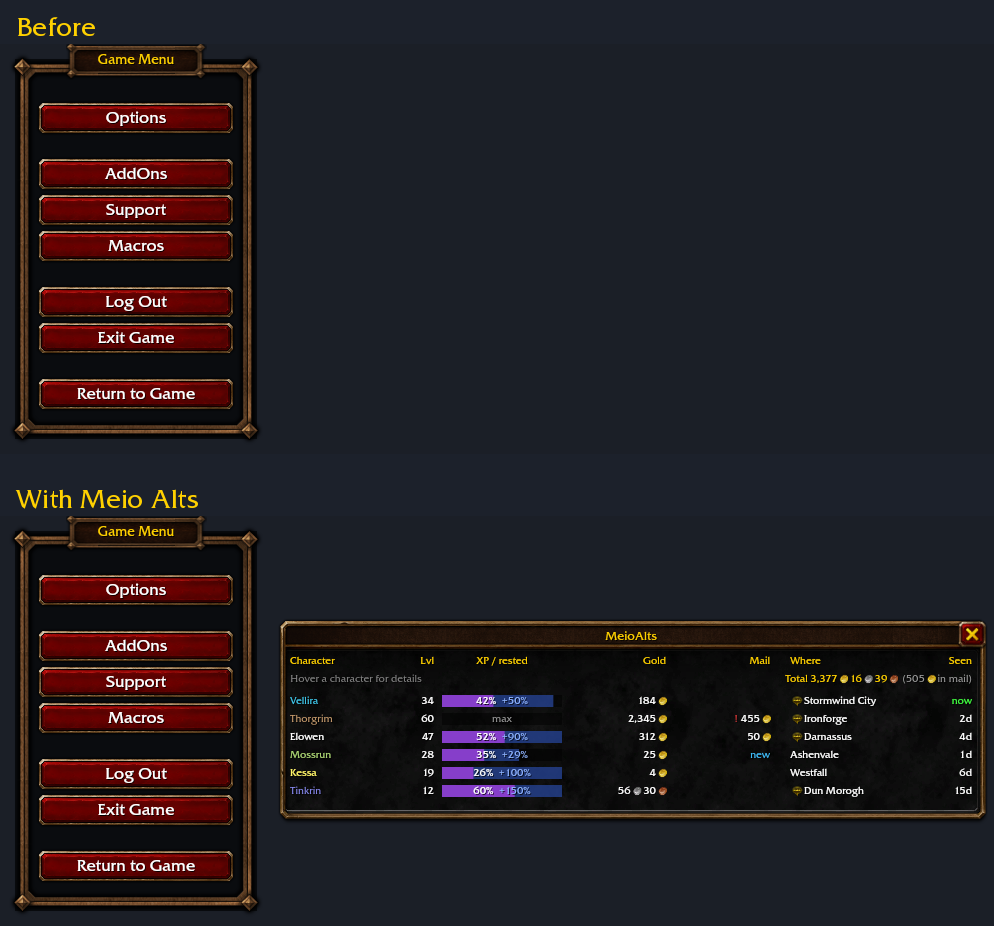 Before
Game Menu
Options
AddOns
Support
Macros
Log Out
Exit Game
Return to Game
With Meio Alts
Game Menu
Options
AddOns
Support
Macros
Log Out
Exit Game
Return to Game
MeioAlts
Character Lvl XP / rested Gold Mail Where Seen
Hover a character for details Total 3,377 16 39 (505 in mail)
Vellira 34 42% +50% 184 Stormwind City now
Thorgrim 60 max 2,345 ! 455 Ironforge 2d
Elowen 47 52% +90% 312 50 Darnassus 4d
Mossrun 28 35% +29% 25 new Ashenvale 1d
Kessa 19 26% +100% 4 Westfall 6d
Tinkrin 12 60% +150% 56 30 Dun Morogh 15d